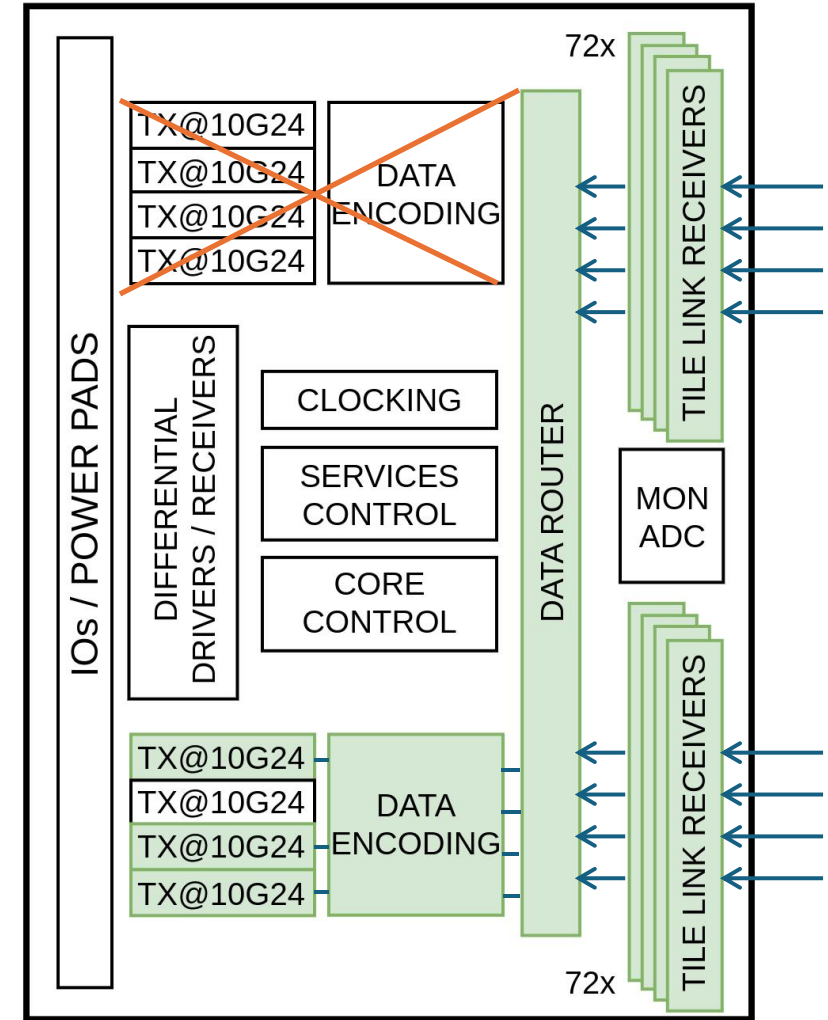 72x
TX@10G24
TX@10G24
TX@10G24
TX@10G24
DATA
ENCODING
TILE LINK RECEIVERS
IOs / POWER PADS
DIFFERENTIAL
DRIVERS / RECEIVERS
CLOCKING
SERVICES
CONTROL
CORE
CONTROL
DATA ROUTER
MON
ADC
TX@10G24
TX@10G24
TX@10G24
TX@10G24
DATA
ENCODING
TILE LINK RECEIVERS
72x